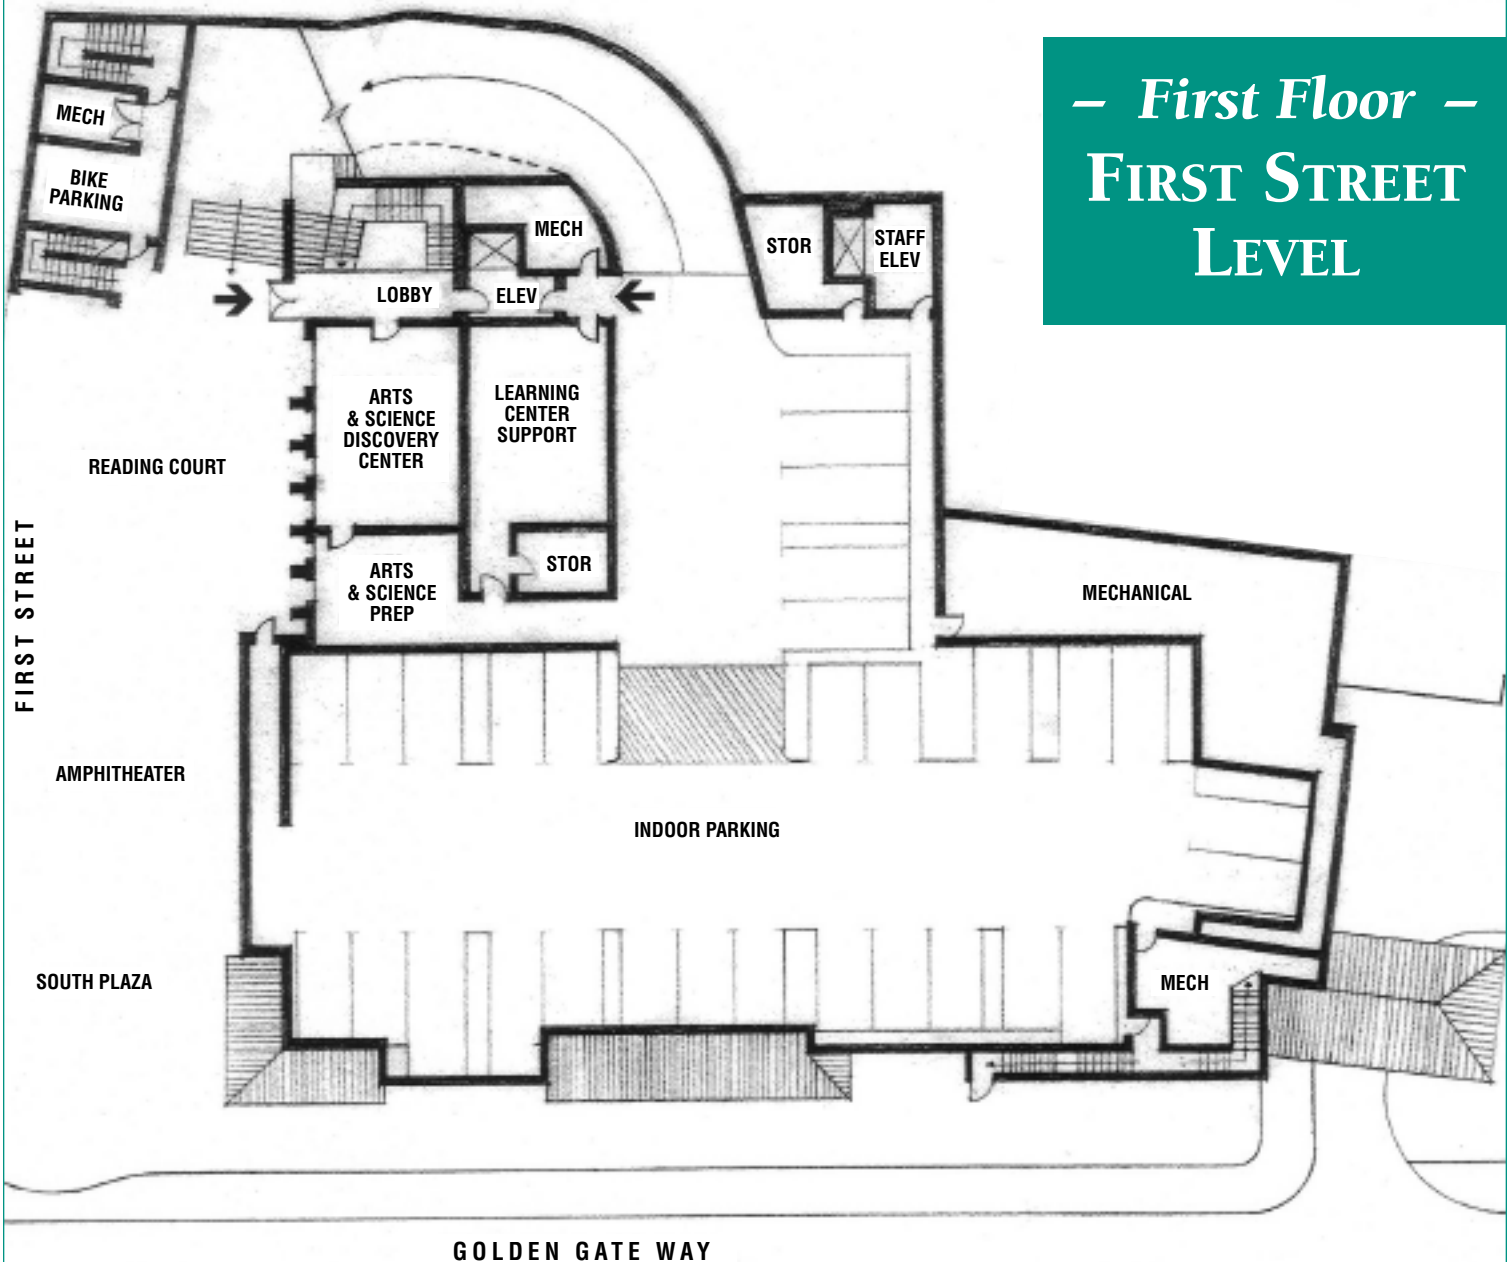 – First Floor –
FIRST STREET
LEVEL
MECH
BIKE
PARKING
MECH
STOR
STAFF
ELEV
LOBBY
ELEV
ARTS
& SCIENCE
DISCOVERY
CENTER
LEARNING
CENTER
SUPPORT
READING COURT
FIRST STREET
STOR
ARTS
& SCIENCE
PREP
MECHANICAL
AMPHITHEATER
INDOOR PARKING
SOUTH PLAZA
MECH
GOLDEN GATE WAY